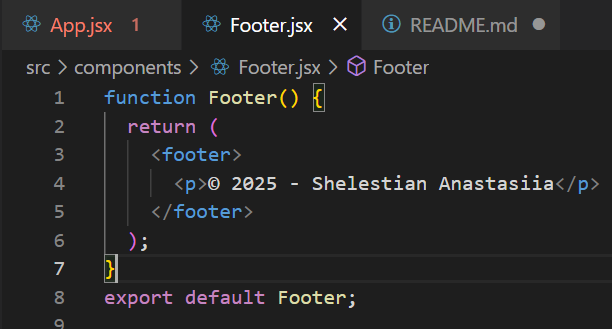 App.jsx 1 Footer.jsx × README.md ●
src > components > Footer.jsx > Footer
1 function Footer() {
2 return (
3 <footer>
4 <p>© 2025 - Shelestian Anastasiia</p>
5 </footer>
6 );
7 }
8 export default Footer;
9